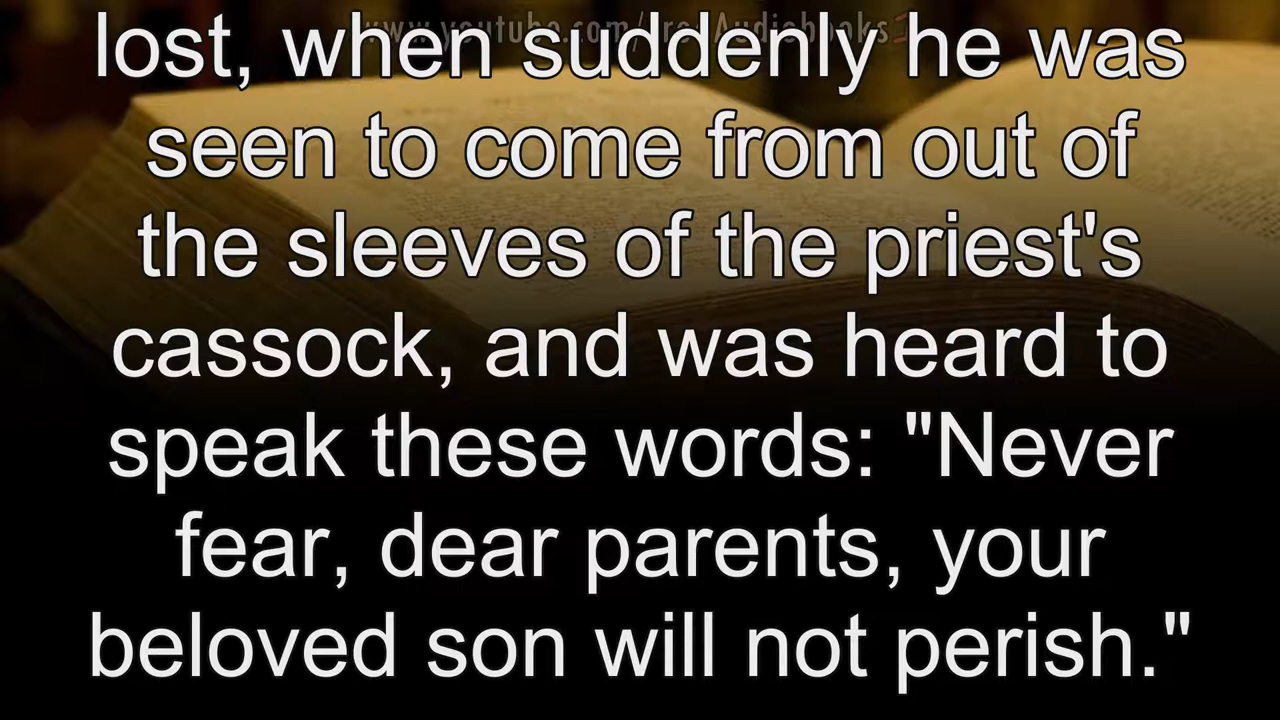 lost, when suddenly he was
seen to come from out of
the sleeves of the priest's
cassock, and was heard to
speak these words: "Never
fear, dear parents, your
beloved son will not perish."